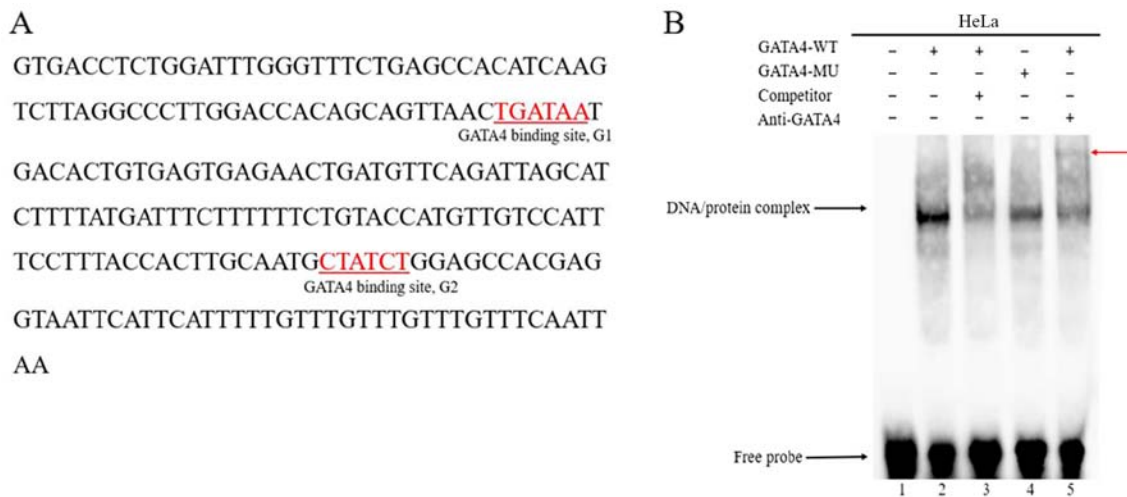 A
GTGACCTCTGGATTTGGGTTTCTGAGCCACATCAAG
TCTTAGGCCCTTGGACCACAGCAGTTAACTGATAAT
GATA4 binding site, G1
GACACTGTGAGTGAGAACTGATGTTCAGATTAGCAT
CTTTTATGATTTCTTTTTTCTGTACCATGTTGTCCATT
TCCTTTACCACTTGCAATGCTATCTGGAGCCACGAG
GATA4 binding site, G2
GTAATTCATTCATTTTTGTTTGTTTGTTTGTTTCAATT
AA
B
HeLa
GATA4-WT - + + - +
GATA4-MU - - - + -
Competitor - - + - -
Anti-GATA4 - - - - +
DNA/protein complex
Free probe
1 2 3 4 5